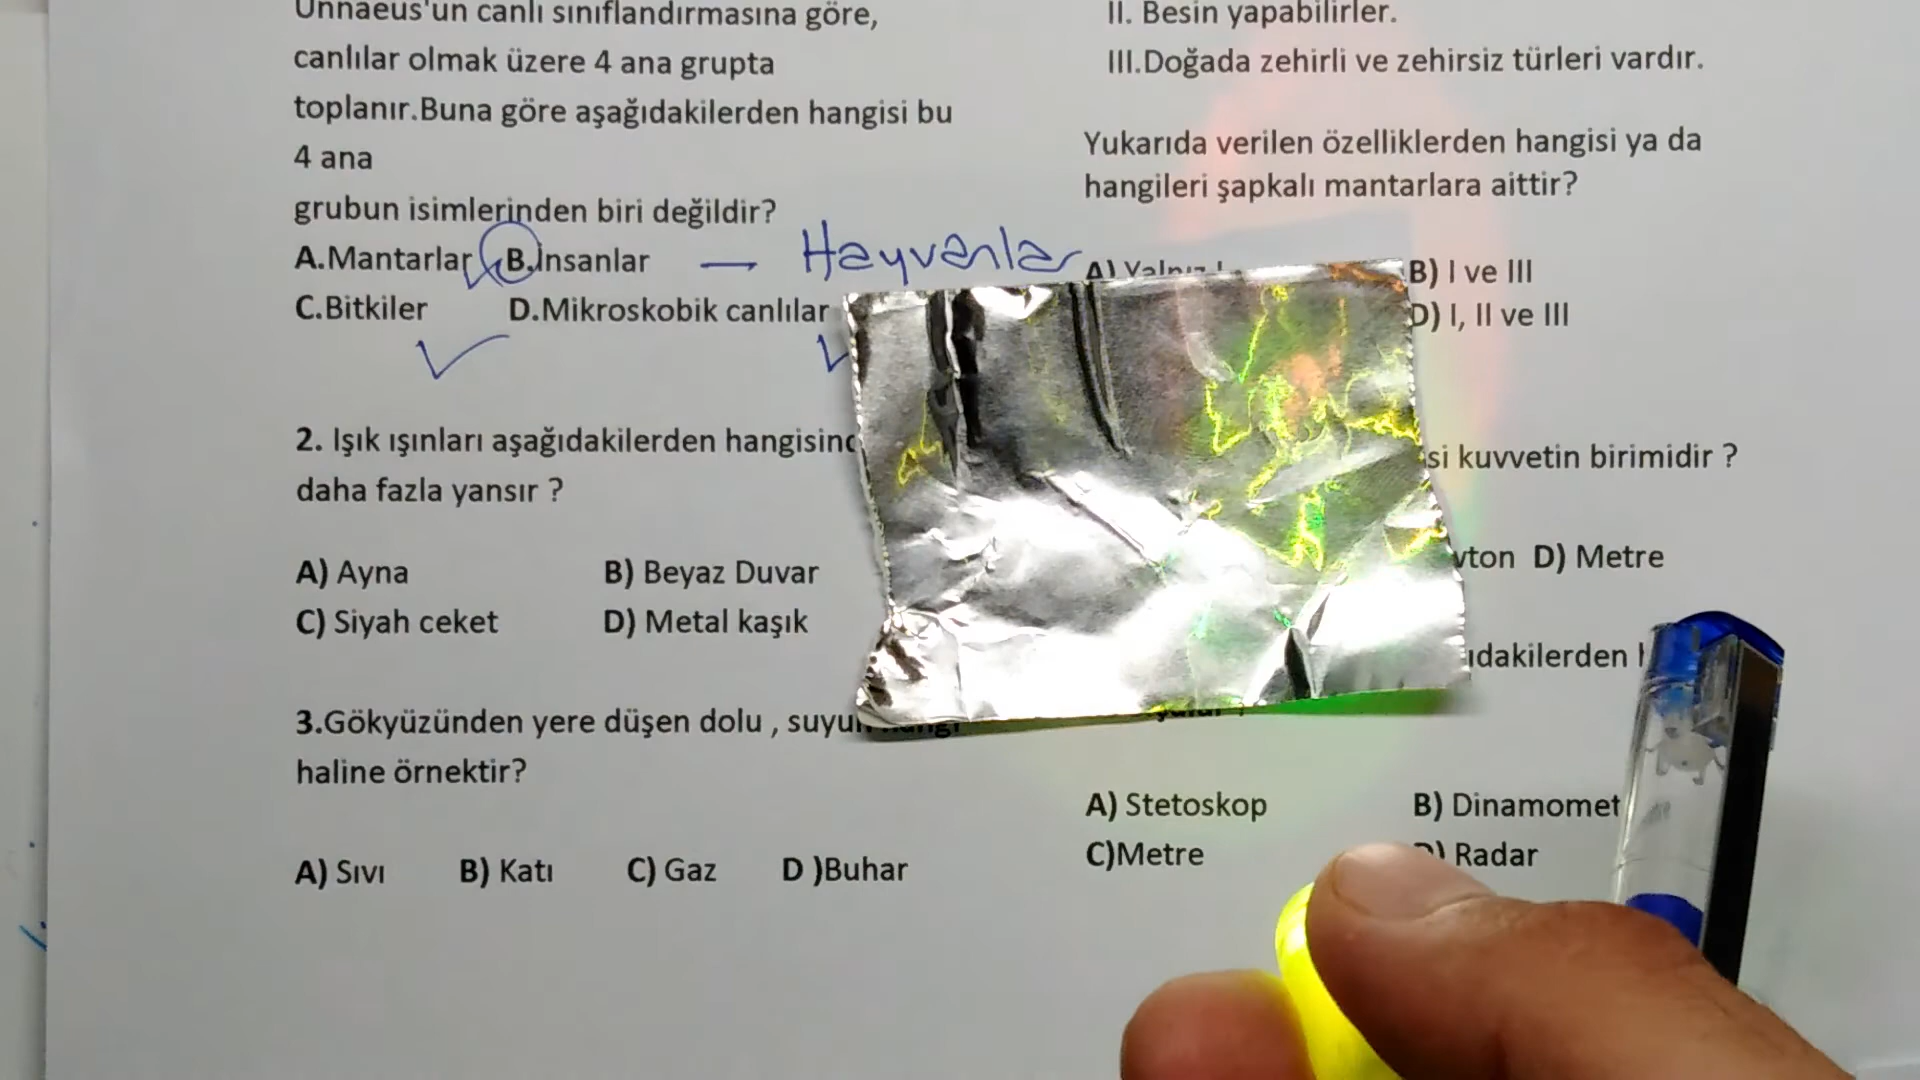 Unnaeus'un canlı sınıflandırmasına göre,
canlılar olmak üzere 4 ana grupta
toplanır.Buna göre aşağıdakilerden hangisi bu
4 ana
grubun isimlerinden biri değildir?
A.Mantarlar B.İnsanlar — Hayvanlar
C.Bitkiler D.Mikroskobik canlılar
2. Işık ışınları aşağıdakilerden
daha fazla yansır ?
A) Ayna B) Beyaz Duvar
C) Siyah ceket D) Metal kaşık
3.Gökyüzünden yere düşen dolu , suyun hangi
haline örnektir?
A) Sıvı B) Katı C) Gaz D )Buhar
II. Besin yapabilirler.
III.Doğada zehirli ve zehirsiz türleri vardır.
Yukarıda verilen özelliklerden hangisi ya da
hangileri şapkalı mantarlara aittir?
A) Yalnız I B) I ve III
D) I, II ve III
si kuvvetin birimidir ?
D) Metre
A) Stetoskop B)
C)Metre D) Radar